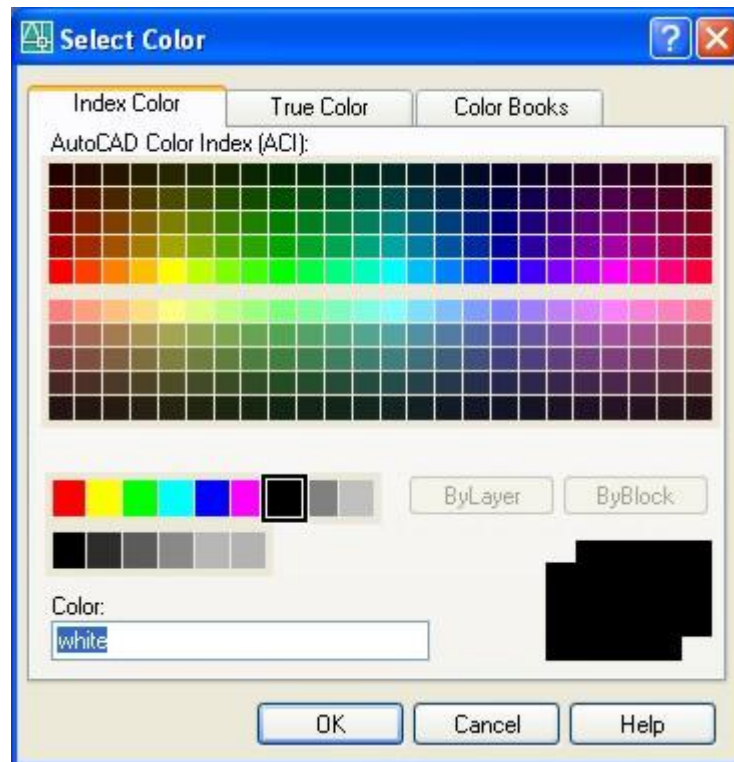 Select Color
Index Color True Color Color Books
AutoCAD Color Index (ACI):
ByLayer ByBlock
Color:
white
OK Cancel Help